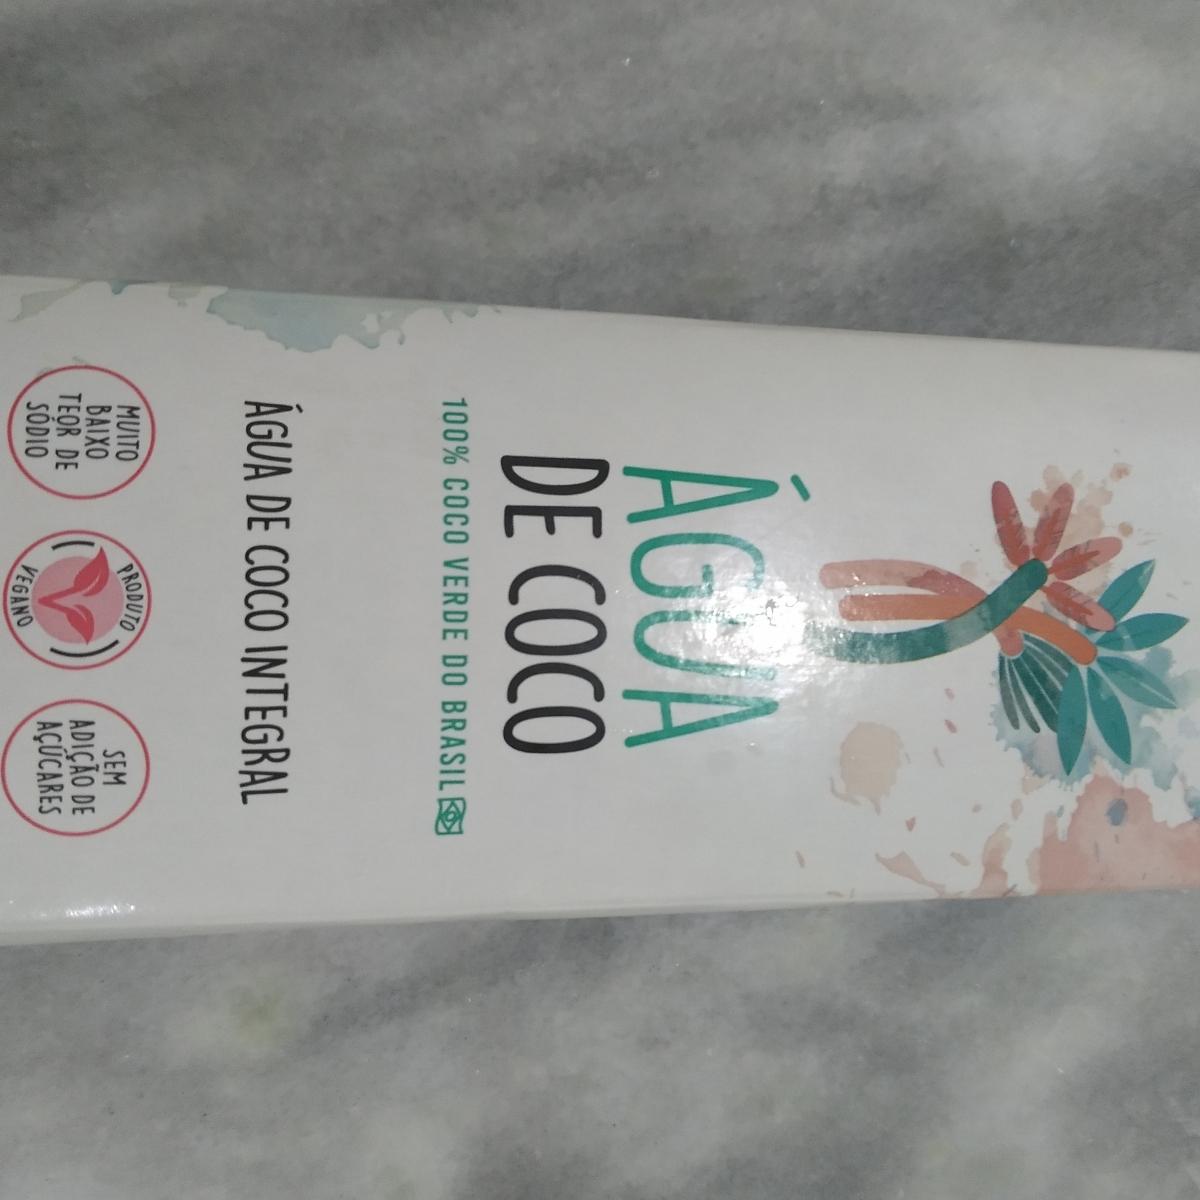 ÁGUA
DE COCO
100% COCO VERDE DO BRASIL
ÁGUA DE COCO INTEGRAL
MUITO
BAIXO
TEOR DE
SÓDIO
PRODUTO
VEGANO
SEM
ADIÇÃO DE
AÇÚCARES